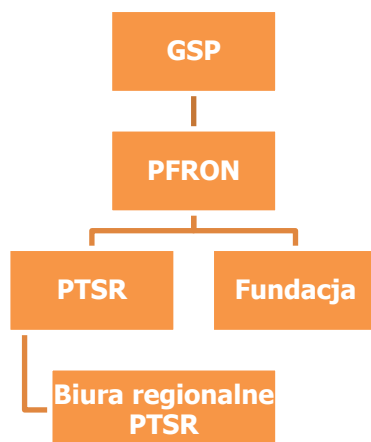 GSP
PFRON
PTSR
Fundacja
Biura regionalne
PTSR